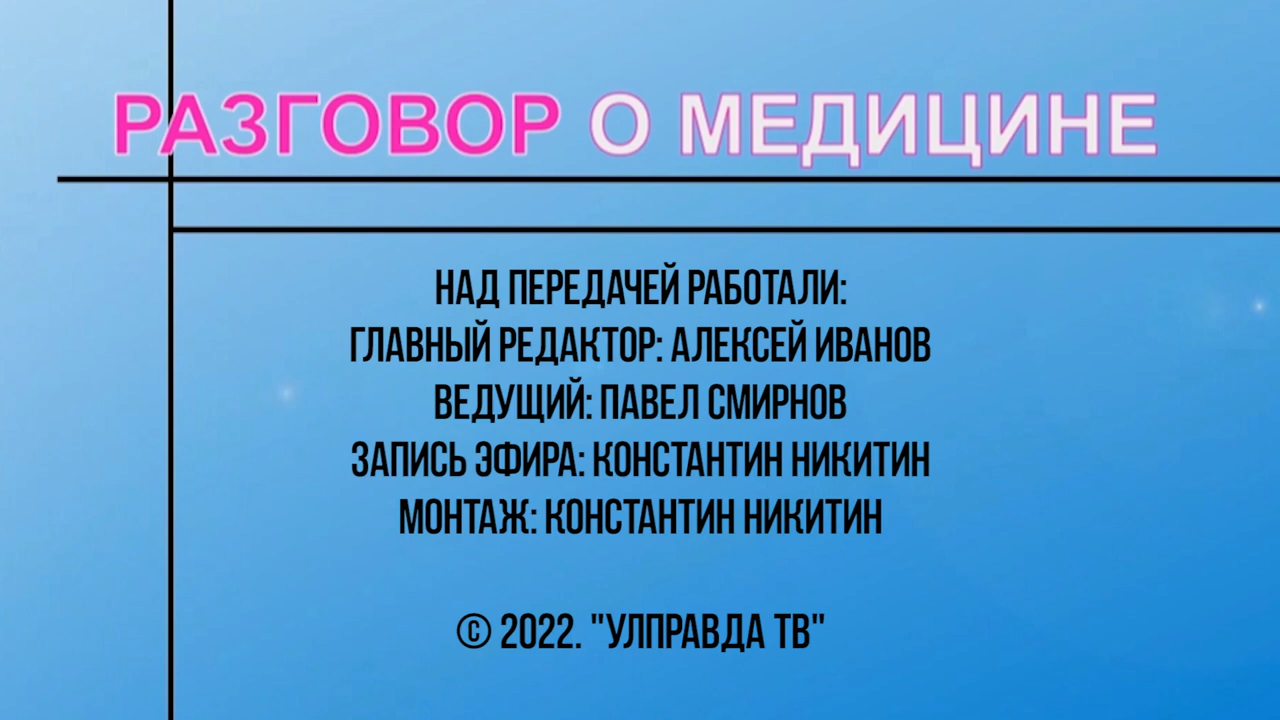 РАЗГОВОР О МЕДИЦИНЕ
НАД ПЕРЕДАЧЕЙ РАБОТАЛИ:
ГЛАВНЫЙ РЕДАКТОР: АЛЕКСЕЙ ИВАНОВ
ВЕДУЩИЙ: ПАВЕЛ СМИРНОВ
ЗАПИСЬ ЭФИРА: КОНСТАНТИН НИКИТИН
МОНТАЖ: КОНСТАНТИН НИКИТИН
© 2022. "УЛПРАВДА ТВ"